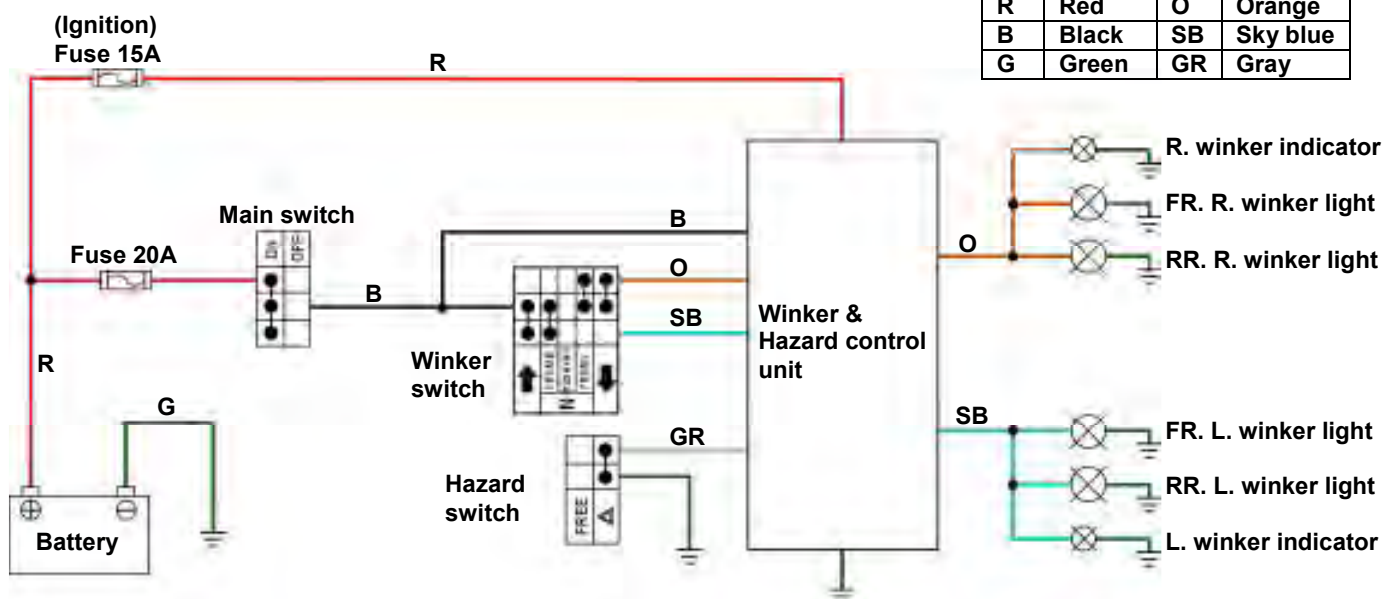 (Ignition)
Fuse 15A
R
R Red O Orange
B Black SB Sky blue
G Green GR Gray
R. winker indicator
FR. R. winker light
RR. R. winker light
Main switch
Fuse 20A
OFF
B
B
O
SB
O
Winker &
Hazard control
unit
Winker
switch
N
R
G
GR
SB
Hazard
switch
FREE
Battery
FR. L. winker light
RR. L. winker light
L. winker indicator